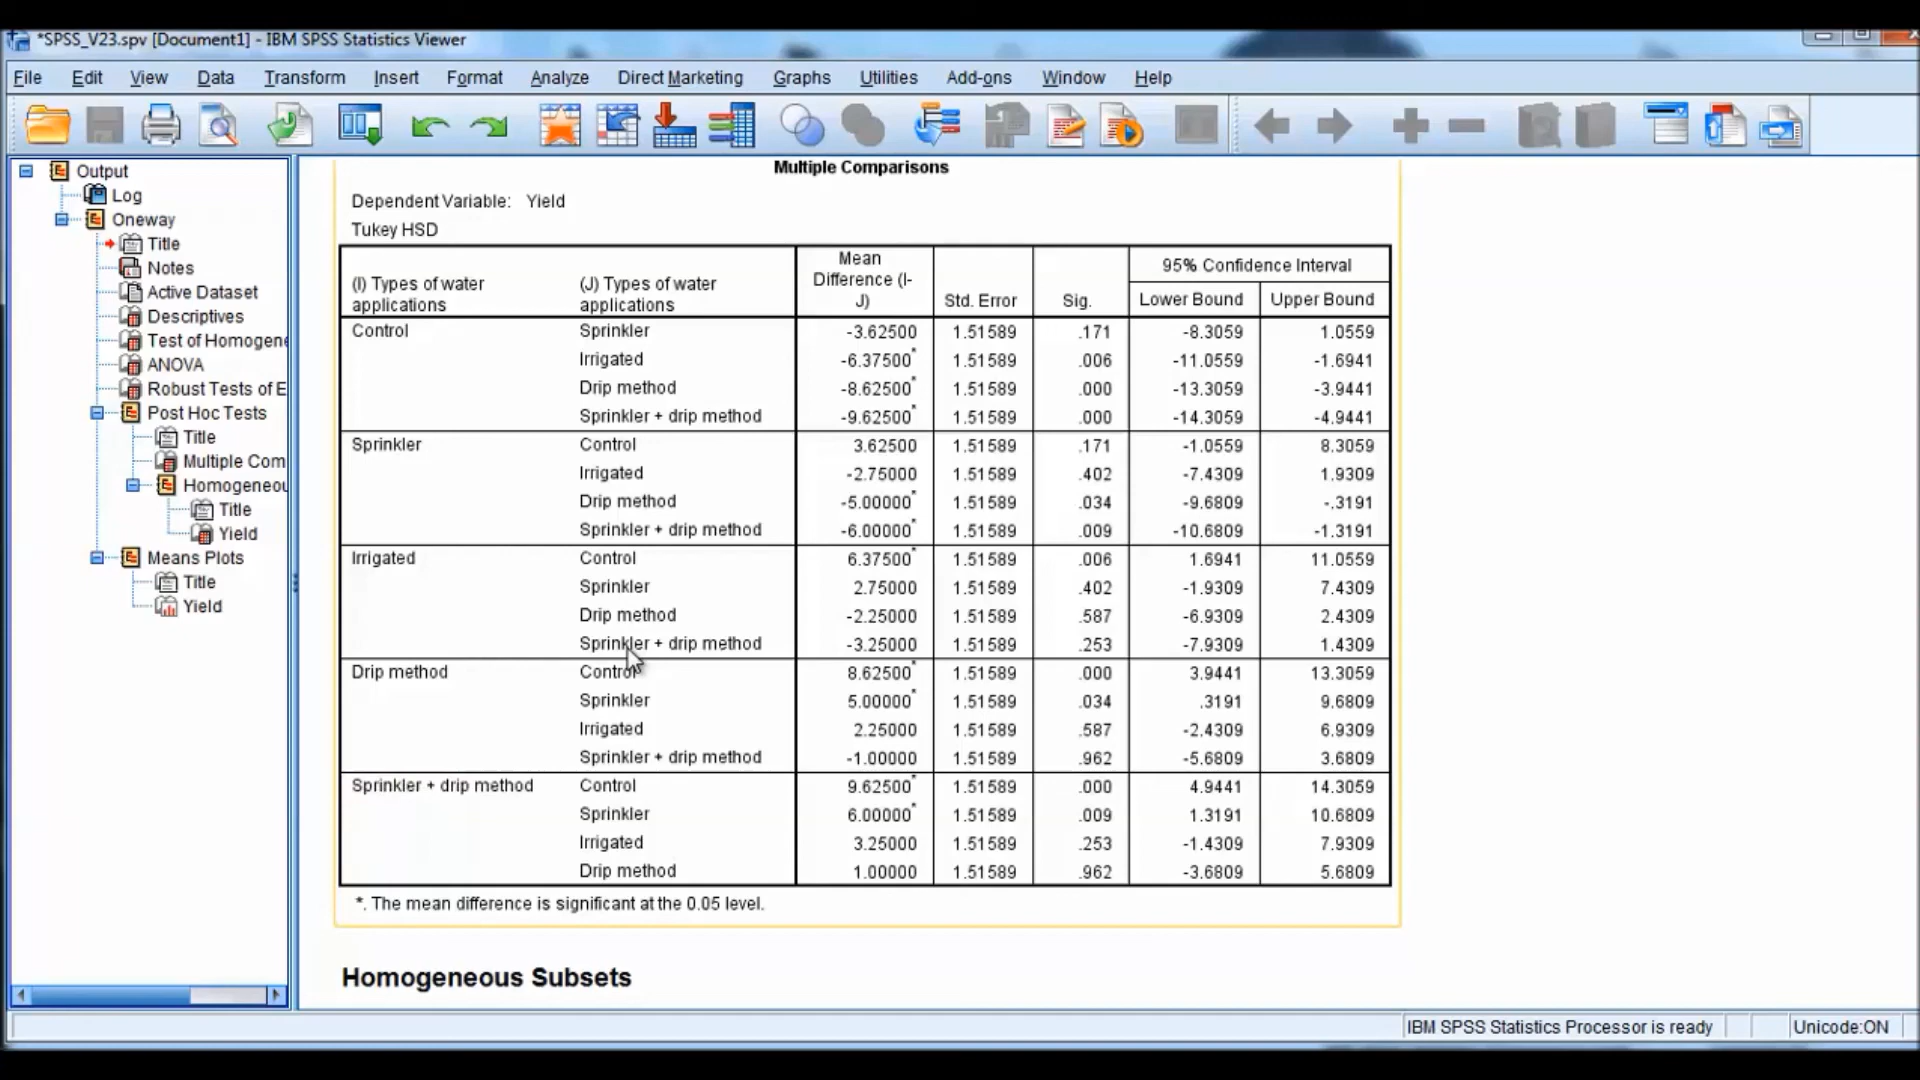 *SPSS_V23.spv [Document1] - IBM SPSS Statistics Viewer
File Edit View Data Transform Insert Format Analyze Direct Marketing Graphs Utilities Add-ons Window Help
Output
Log
Oneway
Title
Notes
Active Dataset
Descriptives
Test of Homogene
ANOVA
Robust Tests of E
Post Hoc Tests
Title
Multiple Com
Homogeneou
Title
Yield
Means Plots
Title
Yield
Multiple Comparisons
Dependent Variable: Yield
Tukey HSD
(I) Types of water applications (J) Types of water applications Mean Difference (I-J) Std. Error Sig. 95% Confidence Interval
Lower Bound Upper Bound
Control Sprinkler -3.62500 1.51589 .171 -8.3059 1.0559
Irrigated -6.37500* 1.51589 .006 -11.0559 -1.6941
Drip method -8.62500* 1.51589 .000 -13.3059 -3.9441
Sprinkler + drip method -9.62500* 1.51589 .000 -14.3059 -4.9441
Sprinkler Control 3.62500 1.51589 .171 -1.0559 8.3059
Irrigated -2.75000 1.51589 .402 -7.4309 1.9309
Drip method -5.00000* 1.51589 .034 -9.6809 -.3191
Sprinkler + drip method -6.00000* 1.51589 .009 -10.6809 -1.3191
Irrigated Control 6.37500* 1.51589 .006 1.6941 11.0559
Sprinkler 2.75000 1.51589 .402 -1.9309 7.4309
Drip method -2.25000 1.51589 .587 -6.9309 2.4309
Sprinkler + drip method -3.25000 1.51589 .253 -7.9309 1.4309
Drip method Control 8.62500* 1.51589 .000 3.9441 13.3059
Sprinkler 5.00000* 1.51589 .034 .3191 9.6809
Irrigated 2.25000 1.51589 .587 -2.4309 6.9309
Sprinkler + drip method -1.00000 1.51589 .962 -5.6809 3.6809
Sprinkler + drip method Control 9.62500* 1.51589 .000 4.9441 14.3059
Sprinkler 6.00000* 1.51589 .009 1.3191 10.6809
Irrigated 3.25000 1.51589 .253 -1.4309 7.9309
Drip method 1.00000 1.51589 .962 -3.6809 5.6809
*. The mean difference is significant at the 0.05 level.
Homogeneous Subsets
IBM SPSS Statistics Processor is ready Unicode:ON